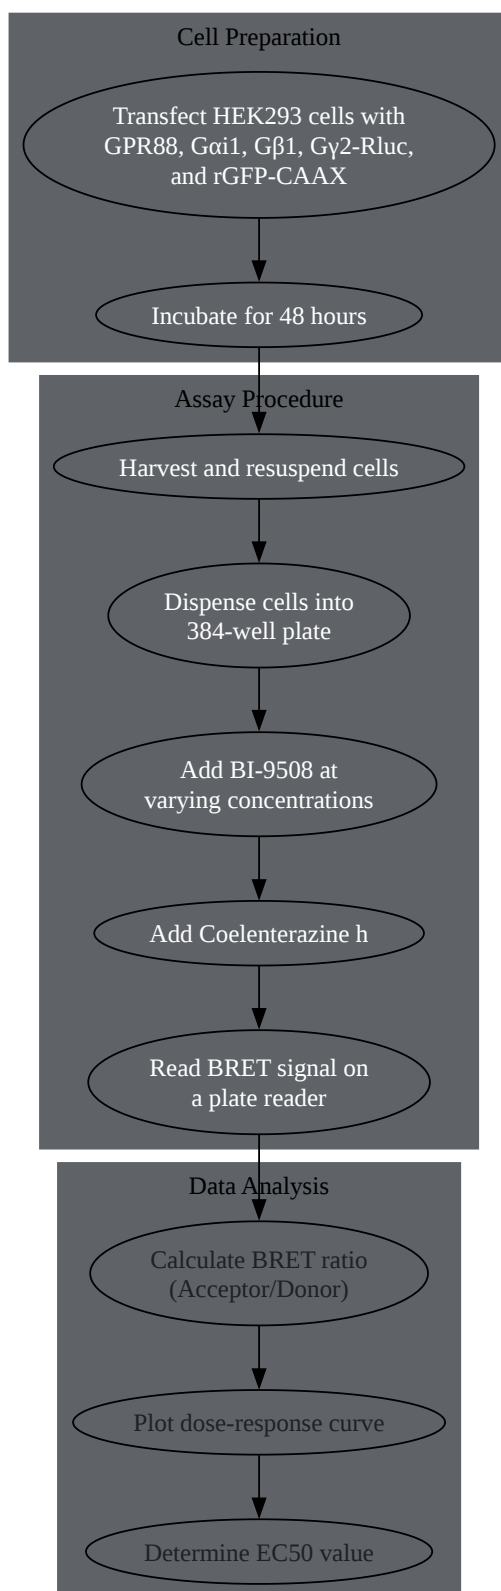 Cell Preparation
Transfect HEK293 cells with
GPR88, Gαi1, Gβ1, Gγ2-Rluc,
and rGFP-CAAX
Incubate for 48 hours
Assay Procedure
Harvest and resuspend cells
Dispense cells into
384-well plate
Add BI-9508 at
varying concentrations
Add Coelenterazine h
Read BRET signal on
a plate reader
Data Analysis
Calculate BRET ratio
(Acceptor/Donor)
Plot dose-response curve
Determine EC50 value